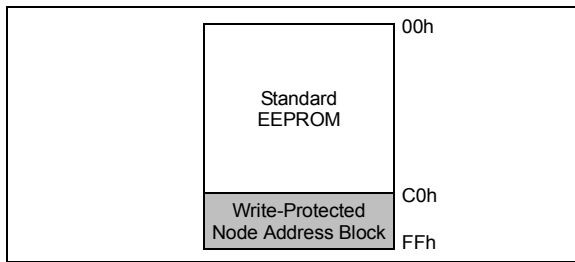 00h
Standard
EEPROM
C0h
Write-Protected
Node Address Block
FFh